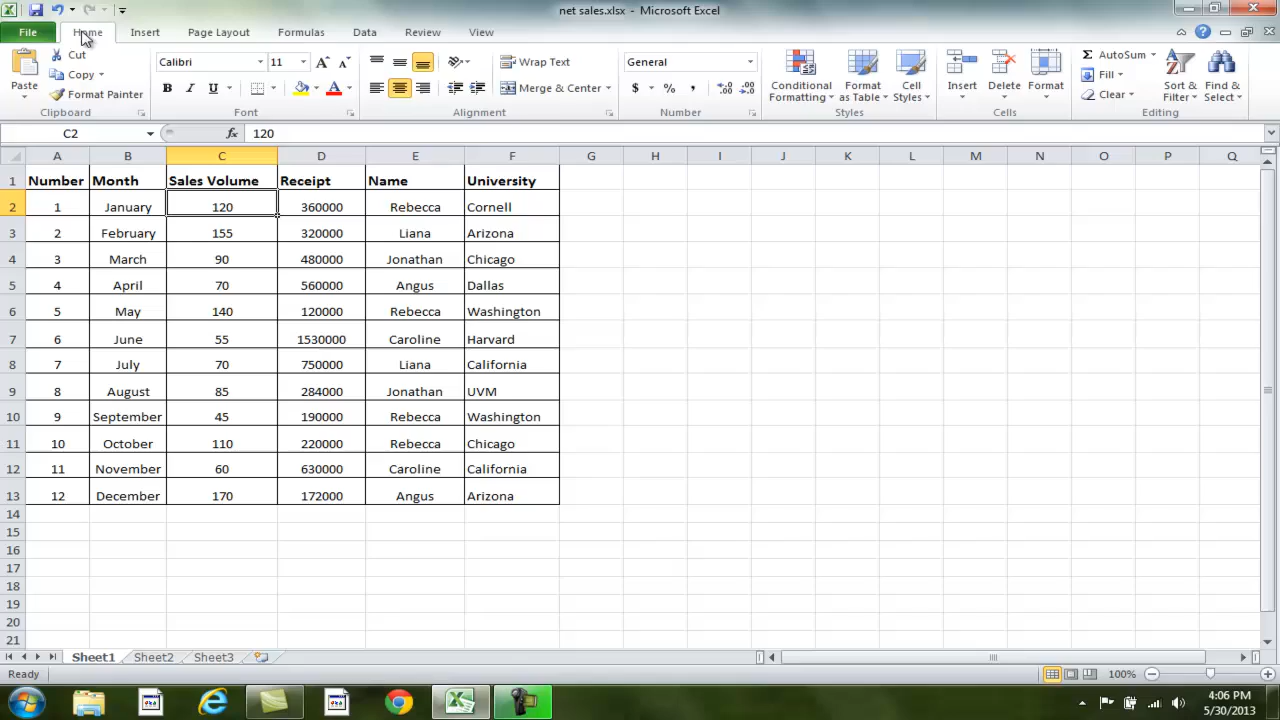 net sales.xlsx - Microsoft Excel
File Home Insert Page Layout Formulas Data Review View
Cut
Copy
Format Painter
Paste
Clipboard
Calibri 11
B I U
Font
Wrap Text
Merge & Center
Alignment
General
$ % ,
Number
Conditional Formatting
Format as Table
Cell Styles
Styles
Insert Delete Format
Cells
AutoSum
Fill
Clear
Sort & Filter
Find & Select
Editing
C2 fx 120
A B C D E F G H I J K L M N O P Q
1 Number Month Sales Volume Receipt Name University
2 1 January 120 360000 Rebecca Cornell
3 2 February 155 320000 Liana Arizona
4 3 March 90 480000 Jonathan Chicago
5 4 April 70 560000 Angus Dallas
6 5 May 140 120000 Rebecca Washington
7 6 June 55 1530000 Caroline Harvard
8 7 July 70 750000 Liana California
9 8 August 85 284000 Jonathan UVM
10 9 September 45 190000 Rebecca Washington
11 10 October 110 220000 Rebecca Chicago
12 11 November 60 630000 Caroline California
13 12 December 170 172000 Angus Arizona
14
15
16
17
18
19
20
21
Sheet1 Sheet2 Sheet3
Ready 100%
4:06 PM
5/30/2013